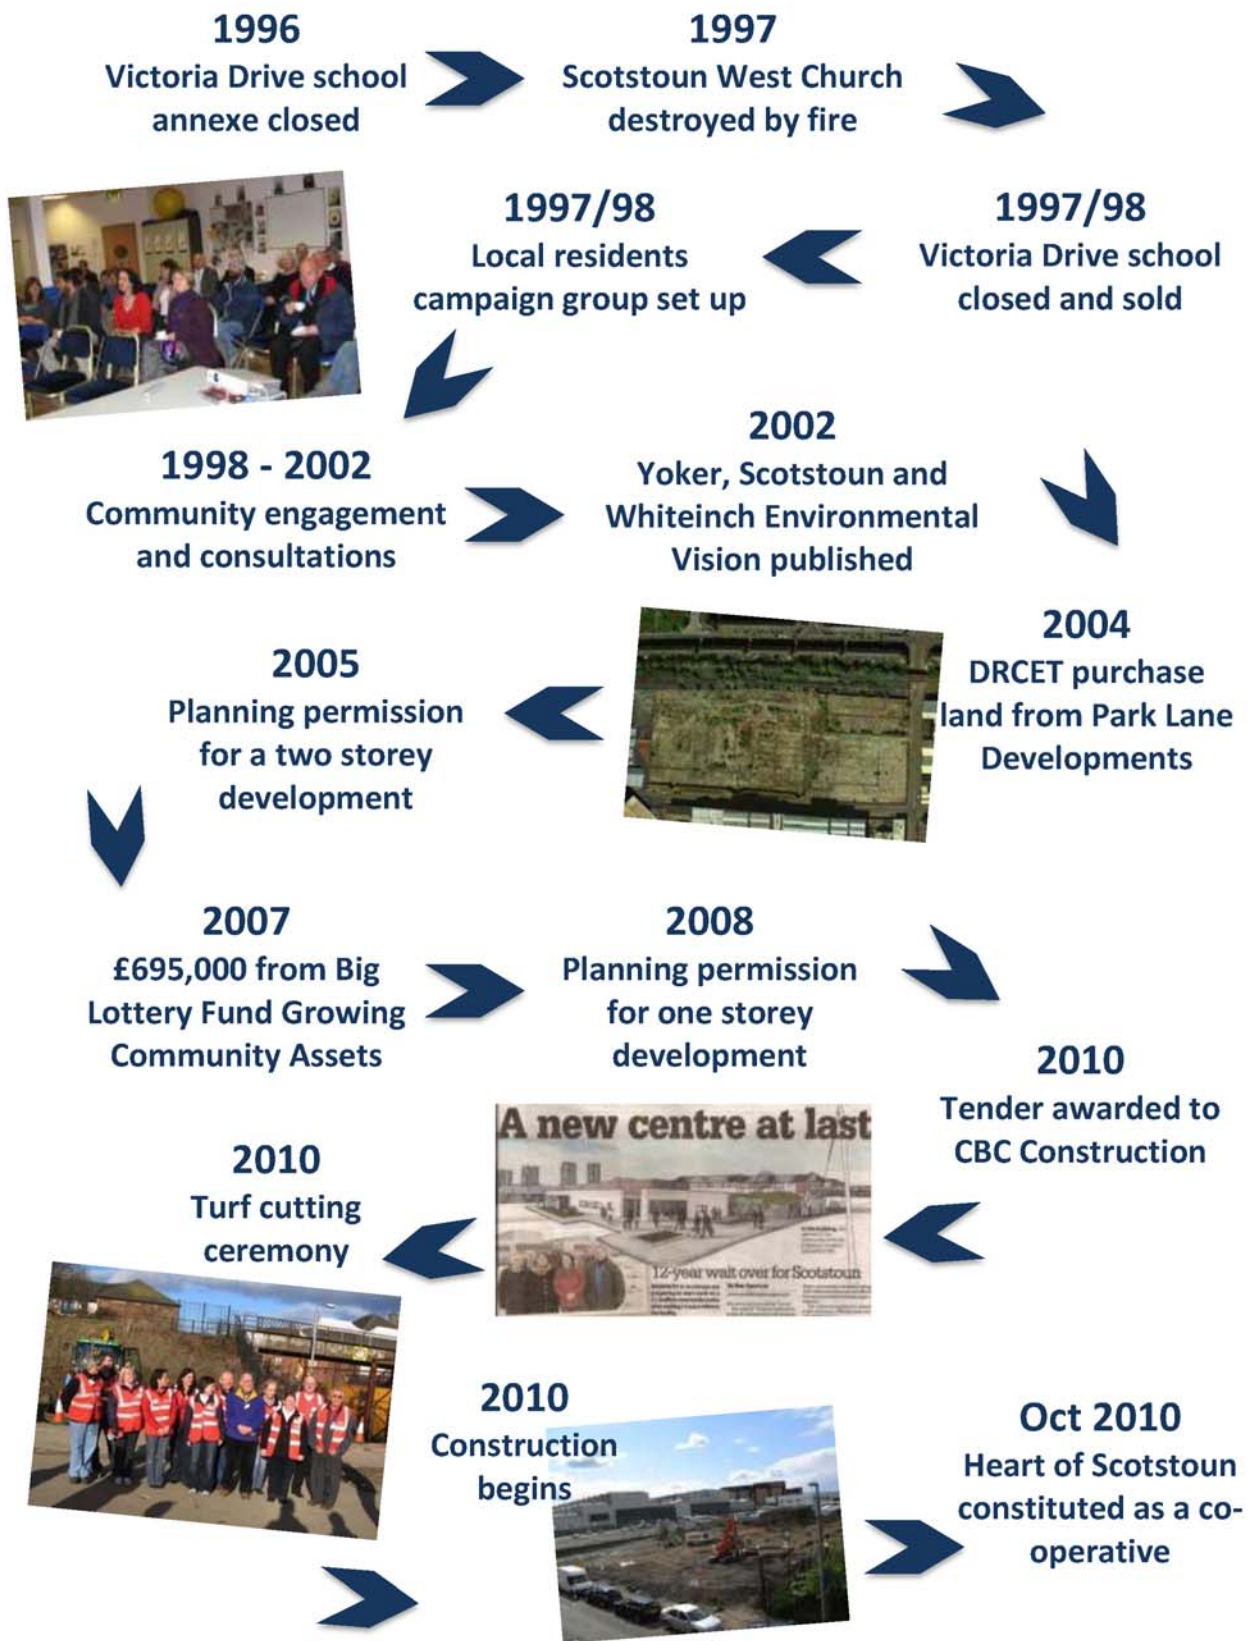 1996
Victoria Drive school
annexe closed
1997
Scotstoun West Church
destroyed by fire
1997/98
Victoria Drive school
closed and sold
1997/98
Local residents
campaign group set up
1998 - 2002
Community engagement
and consultations
2002
Yoker, Scotstoun and
Whiteinch Environmental
Vision published
2004
DRCET purchase
land from Park Lane
Developments
2005
Planning permission
for a two storey
development
2007
£695,000 from Big
Lottery Fund Growing
Community Assets
2008
Planning permission
for one storey
development
2010
Tender awarded to
CBC Construction
A new centre at last
12-year wait over for Scotstoun
2010
Turf cutting
ceremony
2010
Construction
begins
Oct 2010
Heart of Scotstoun
constituted as a co-
operative